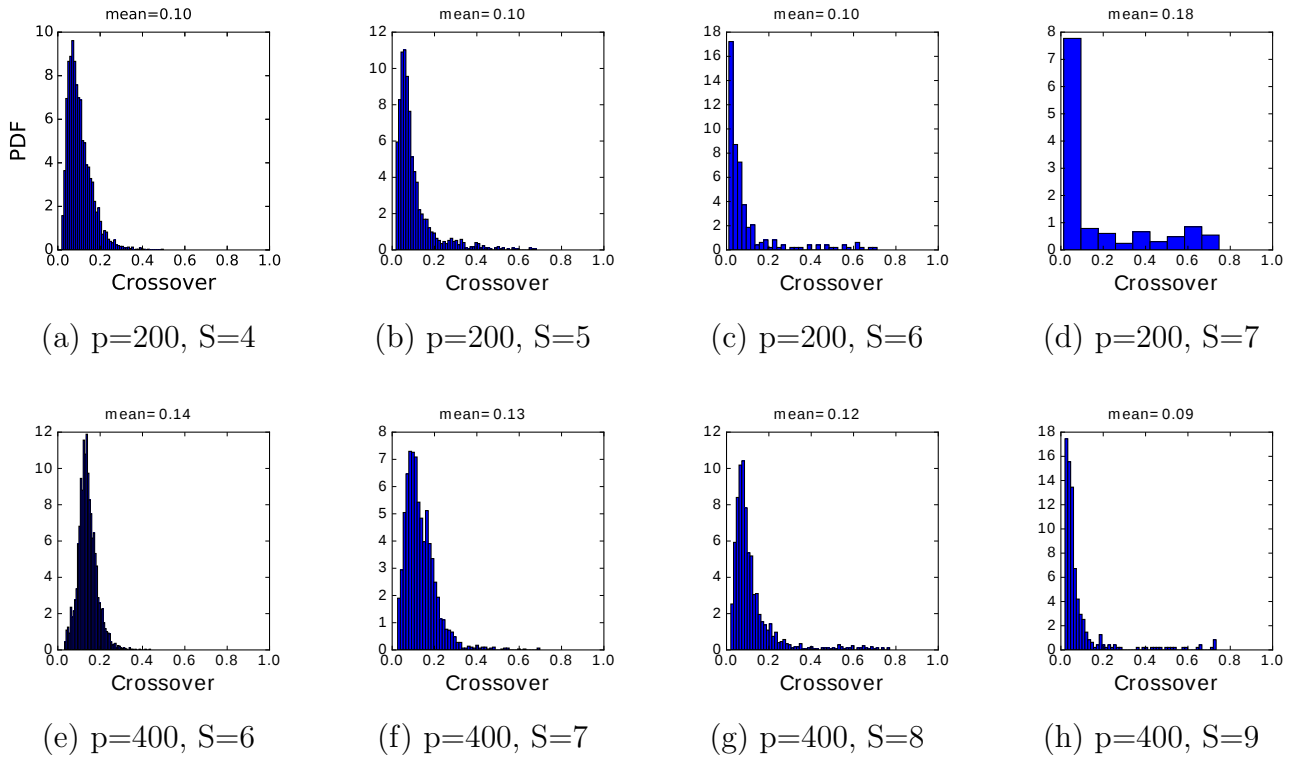 mean=0.10
mean=0.10
mean=0.10
mean=0.18
PDF
10
8
6
4
2
0
0.0 0.2 0.4 0.6 0.8 1.0
Crossover
12
10
8
6
4
2
0
0.0 0.2 0.4 0.6 0.8 1.0
Crossover
18
16
14
12
10
8
6
4
2
0
0.0 0.2 0.4 0.6 0.8 1.0
Crossover
8
7
6
5
4
3
2
1
0
0.0 0.2 0.4 0.6 0.8 1.0
Crossover
(a) p=200, S=4
(b) p=200, S=5
(c) p=200, S=6
(d) p=200, S=7
mean=0.14
mean=0.13
mean=0.12
mean=0.09
12
10
8
6
4
2
0
0.0 0.2 0.4 0.6 0.8 1.0
Crossover
8
7
6
5
4
3
2
1
0
0.0 0.2 0.4 0.6 0.8 1.0
Crossover
12
10
8
6
4
2
0
0.0 0.2 0.4 0.6 0.8 1.0
Crossover
18
16
14
12
10
8
6
4
2
0
0.0 0.2 0.4 0.6 0.8 1.0
Crossover
(e) p=400, S=6
(f) p=400, S=7
(g) p=400, S=8
(h) p=400, S=9